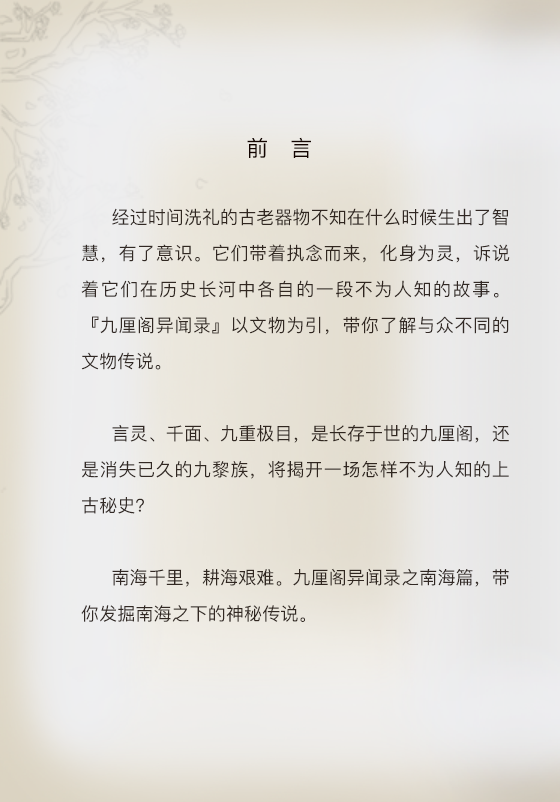 前 言
经过时间洗礼的古老器物不知在什么时候生出了智
慧，有了意识。它们带着执念而来，化身为灵，诉说
着它们在历史长河中各自的一段不为人知的故事。
『九厘阁异闻录』以文物为引，带你了解与众不同的
文物传说。
言灵、千面、九重极目，是长存于世的九厘阁，还
是消失已久的九黎族，将揭开一场怎样不为人知的上
古秘史？
南海千里，耕海艰难。九厘阁异闻录之南海篇，带
你发掘南海之下的神秘传说。